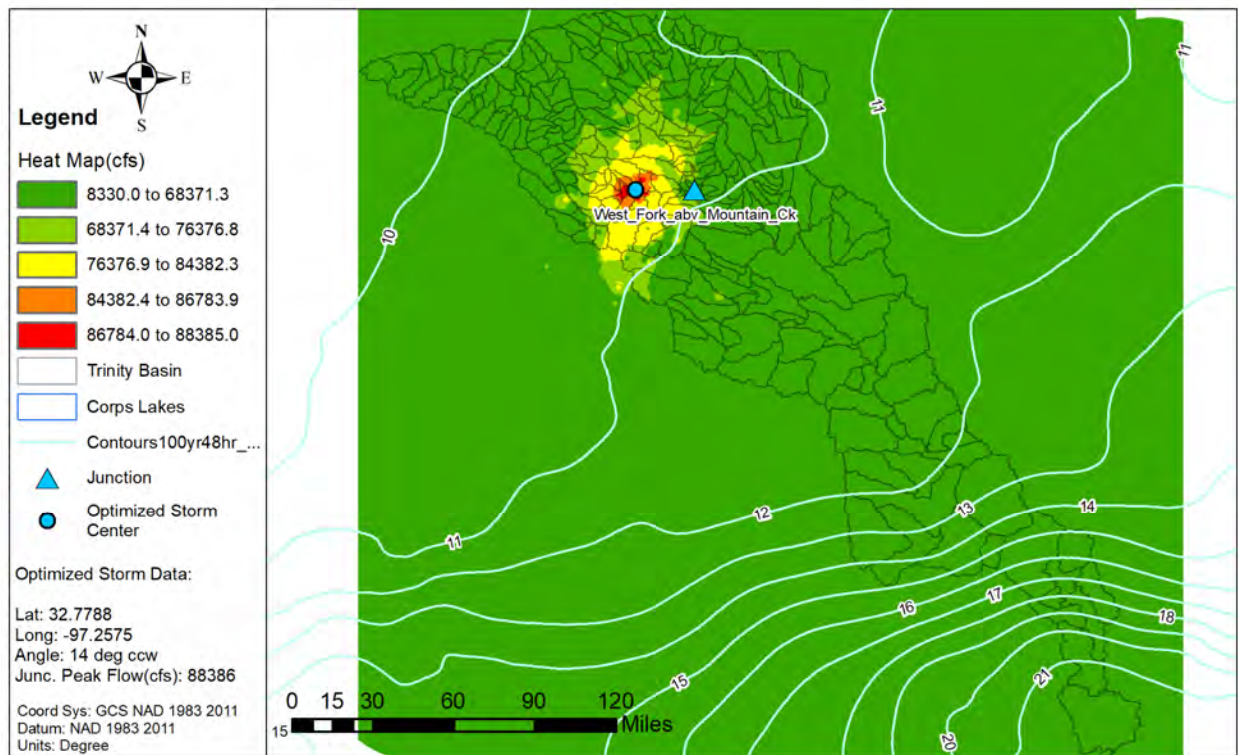 N
W E
S
Legend
Heat Map(cfs)
8330.0 to 68371.3
68371.4 to 76376.8
76376.9 to 84382.3
84382.4 to 86783.9
86784.0 to 88385.0
Trinity Basin
Corps Lakes
Contours100yr48hr_...
Junction
Optimized Storm
Center
Optimized Storm Data:
Lat: 32.7788
Long: -97.2575
Angle: 14 deg ccw
Junc. Peak Flow(cfs): 88386
Coord Sys: GCS NAD 1983 2011
Datum: NAD 1983 2011
Units: Degree
11
11
10
West_Fork_abv_Mountain_Ck
11
12
13
14
15
16
17
18
20
21
0 15 30 60 90 120
Miles
15